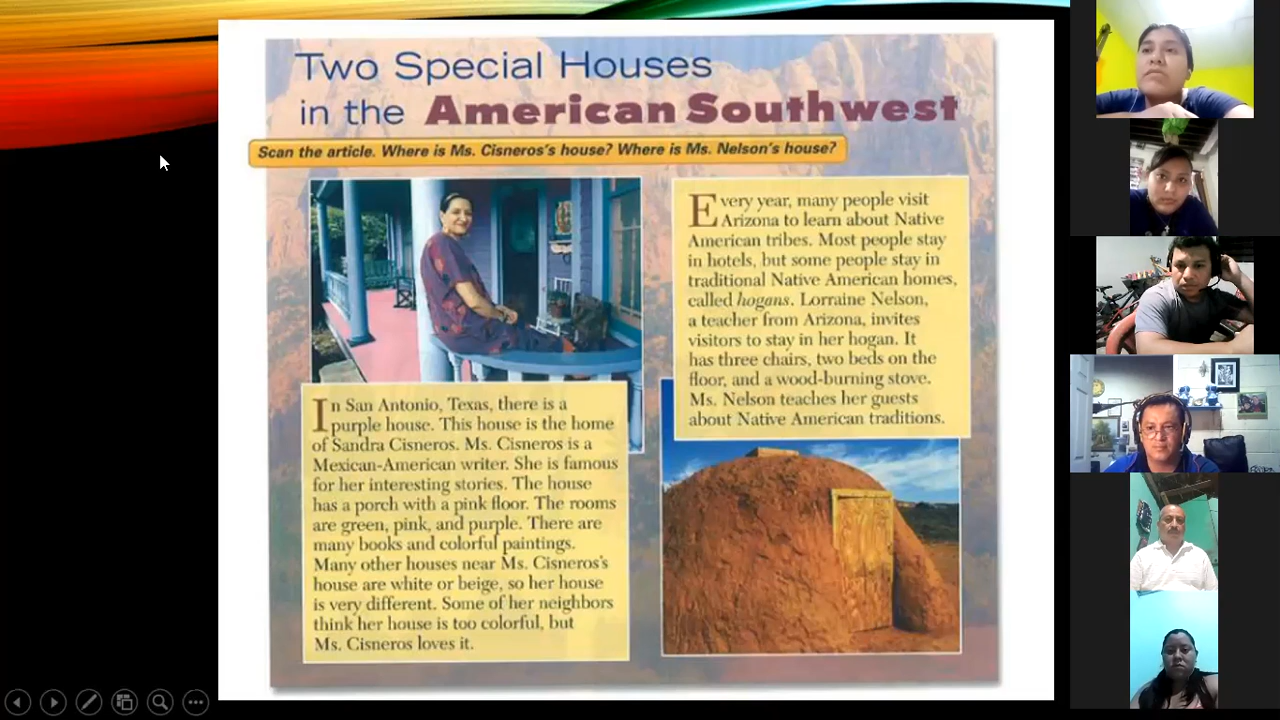 Two Special Houses
in the American Southwest
Scan the article. Where is Ms. Cisneros's house? Where is Ms. Nelson's house?
In San Antonio, Texas, there is a
purple house. This house is the home
of Sandra Cisneros. Ms. Cisneros is a
Mexican-American writer. She is famous
for her interesting stories. The house
has a porch with a pink floor. The rooms
are green, pink, and purple. There are
many books and colorful paintings.
Many other houses near Ms. Cisneros's
house are white or beige, so her house
is very different. Some of her neighbors
think her house is too colorful, but
Ms. Cisneros loves it.
Every year, many people visit
Arizona to learn about Native
American tribes. Most people stay
in hotels, but some people stay in
traditional Native American homes,
called hogans. Lorraine Nelson,
a teacher from Arizona, invites
visitors to stay in her hogan. It
has three chairs, two beds on the
floor, and a wood-burning stove.
Ms. Nelson teaches her guests
about Native American traditions.